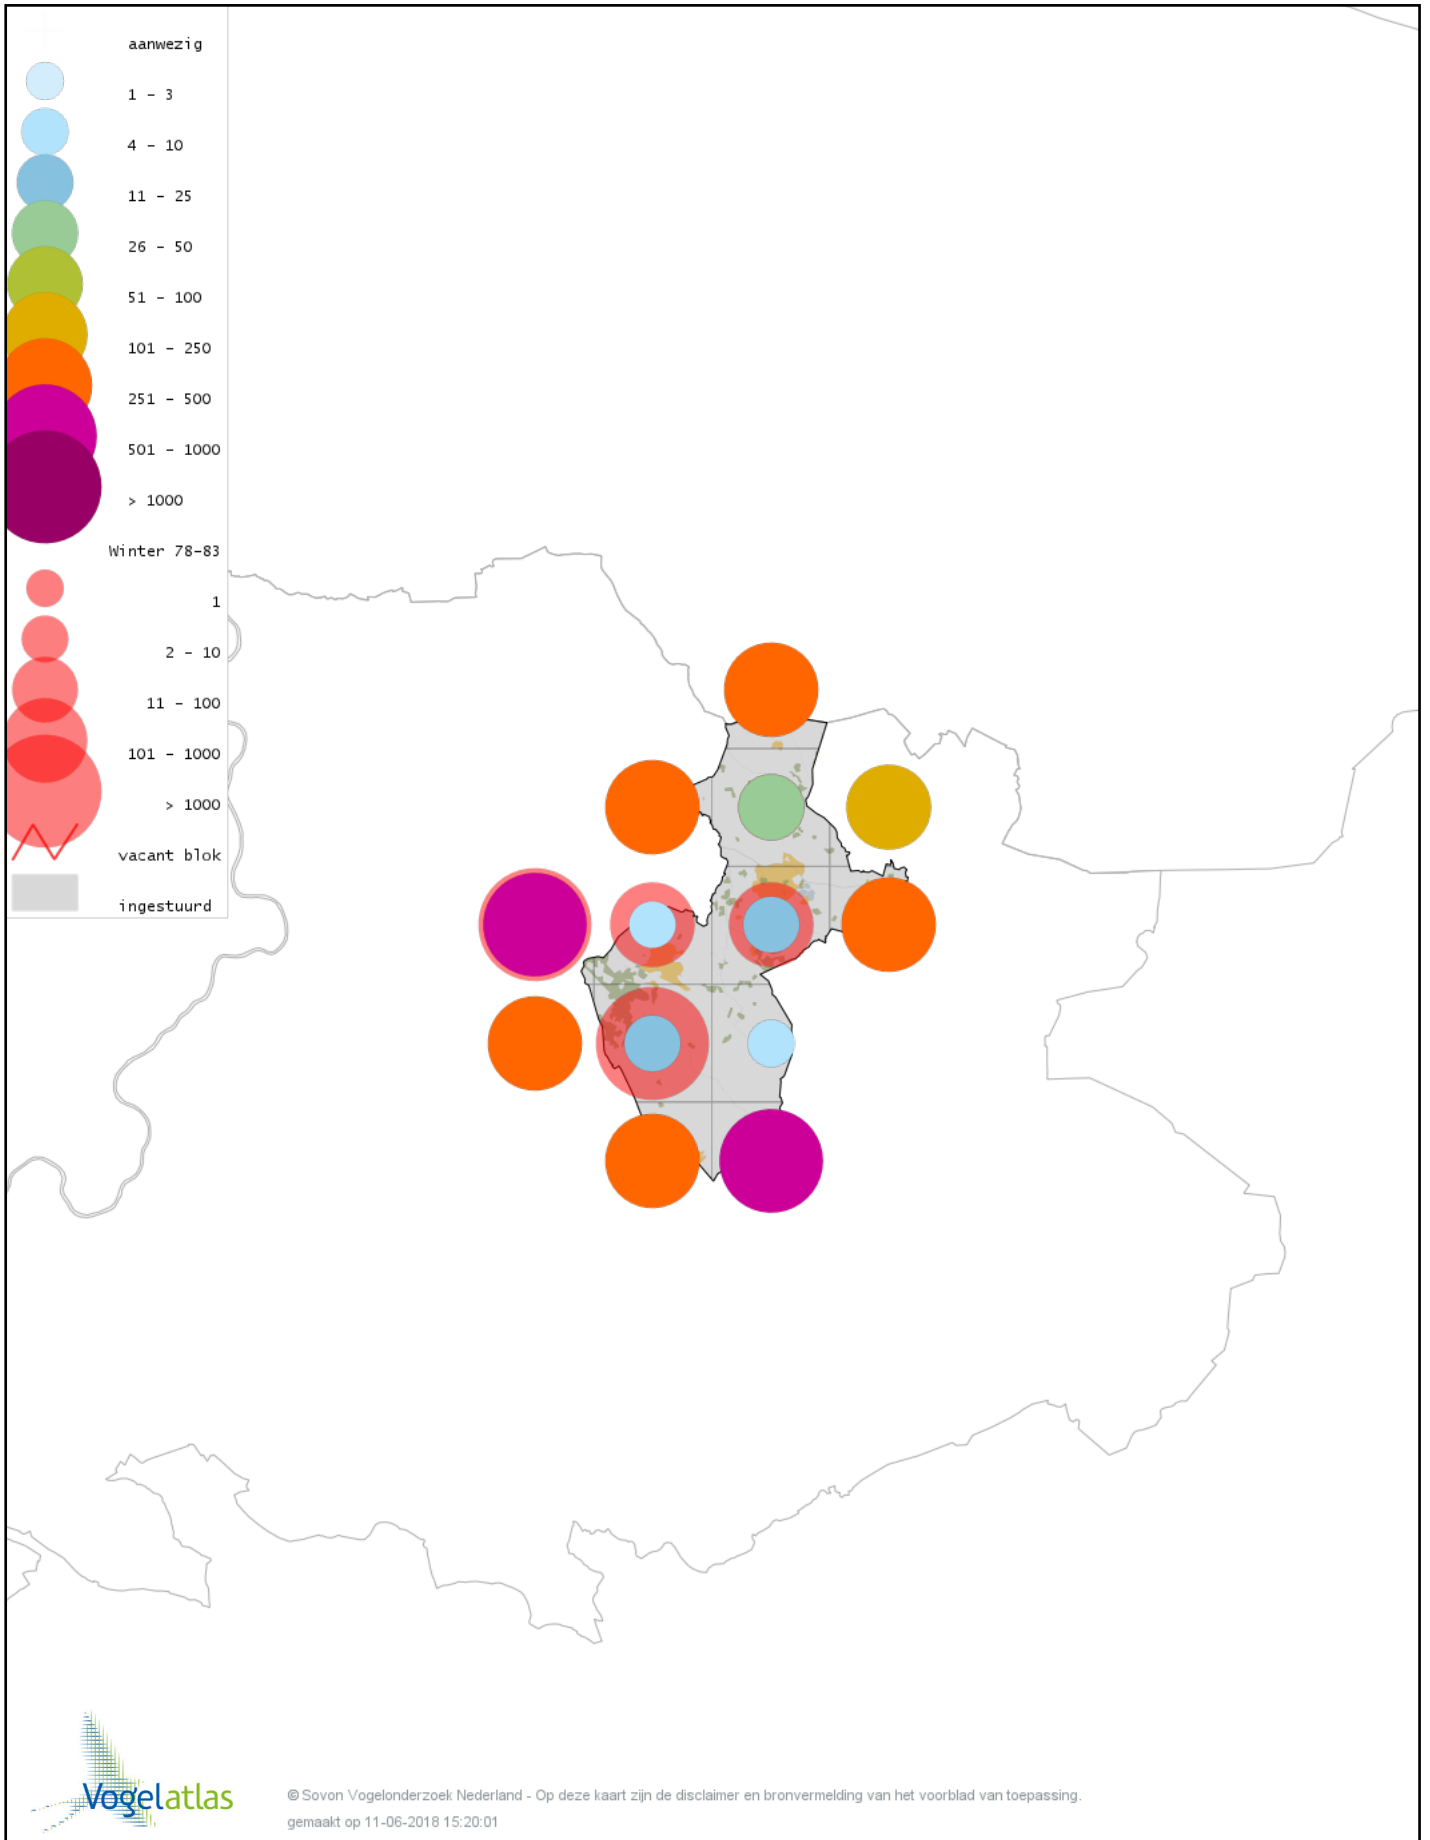 aanwezig
1 - 3
4 - 10
11 - 25
26 - 50
51 - 100
101 - 250
251 - 500
501 - 1000
> 1000
Winter 78-83
1
2 - 10
11 - 100
101 - 1000
> 1000
vacant blok
ingestuurd
Vogelatlas
© Sovon Vogelonderzoek Nederland - Op deze kaart zijn de disclaimer en bronvermelding van het voorblad van toepassing.
gemaakt op 11-06-2018 15:20:01